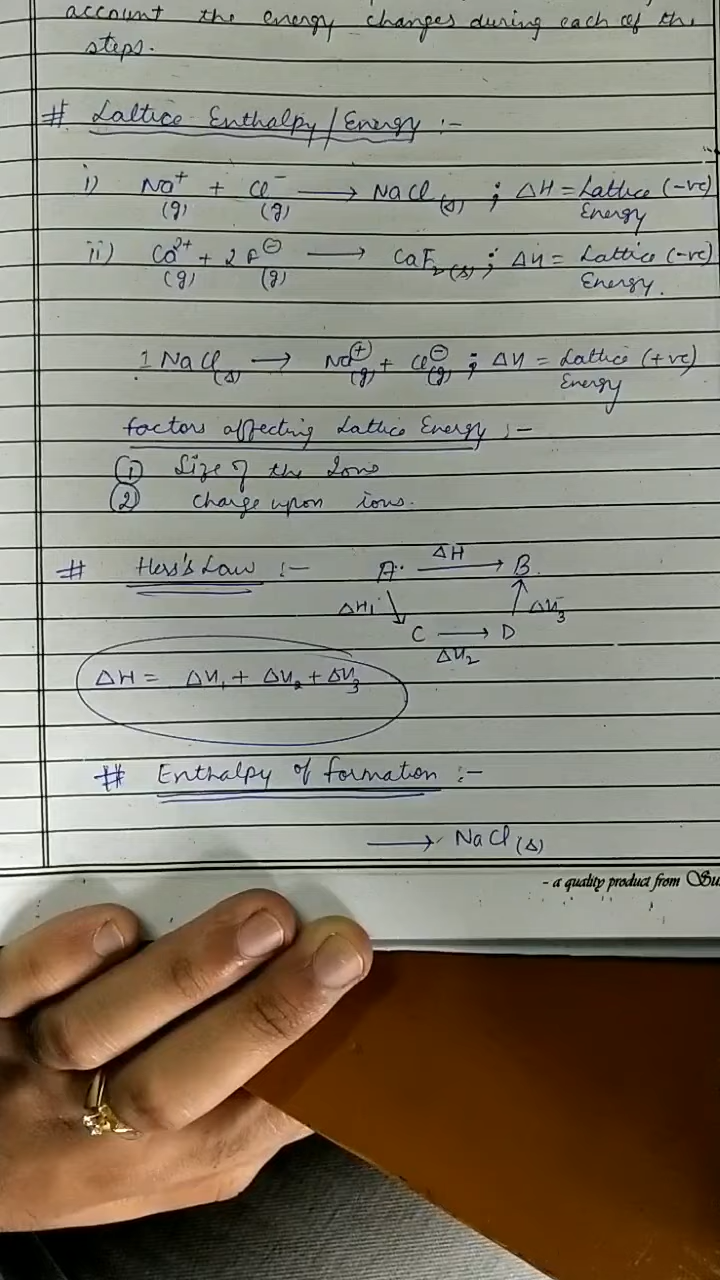 account the energy changes during each of the
steps.
# Lattice Enthalpy/Energy :-
i) Na⁺(g) + Cl⁻(g) ⟶ NaCl(s) ; ΔH = Lattice Energy (-ve)
ii) Ca²⁺(g) + 2F⊖(g) ⟶ CaF₂(s) ; ΔH = Lattice Energy (-ve).
1 NaCl(s) ⟶ Na⊕(g) + Cl⊖(g) ; ΔH = Lattice Energy (+ve)
factors affecting Lattice Energy :-
① Size of the Ions
② charge upon ions.
# Hess's Law :- A ΔH ⟶ B
ΔH₁ ↘ ↑ ΔH₃
C ⟶ D
ΔH₂
ΔH = ΔH₁ + ΔH₂ + ΔH₃
# Enthalpy of formation :-
⟶ NaCl(s)
- a quality product from